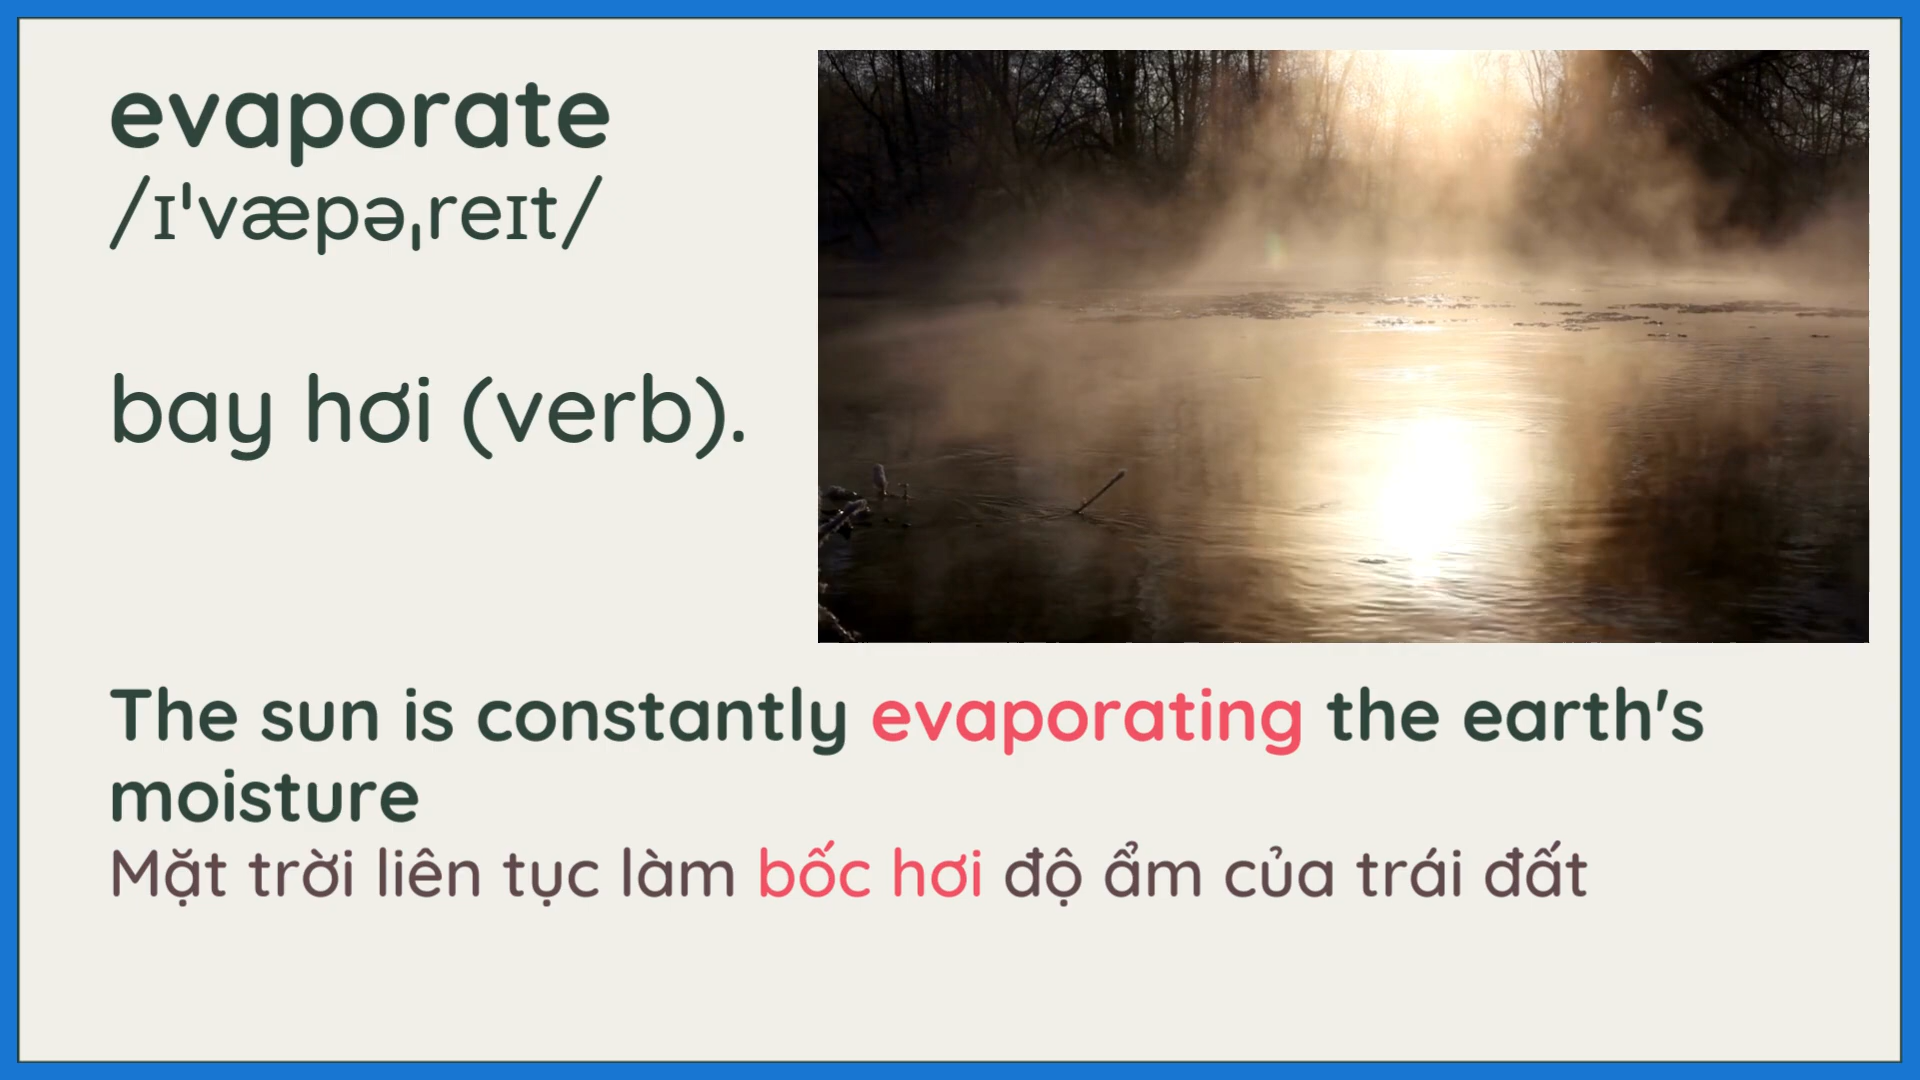 evaporate
/ɪˈvæpəˌreɪt/
bay hơi (verb).
The sun is constantly evaporating the earth's
moisture
Mặt trời liên tục làm bốc hơi độ ẩm của trái đất